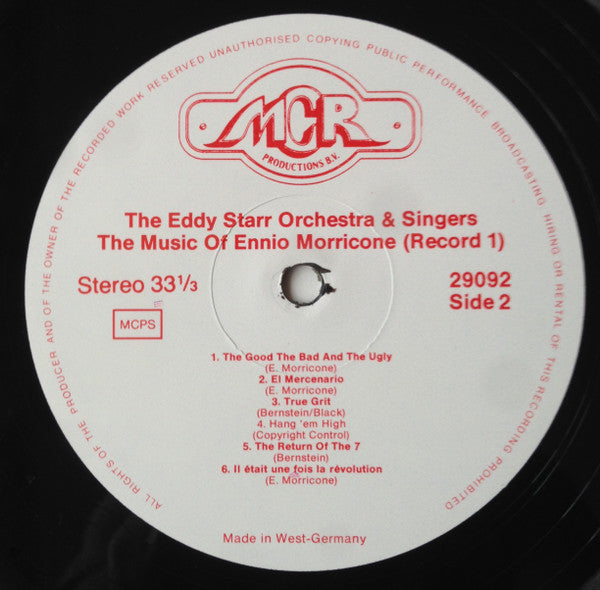 ALL RIGHTS OF THE PRODUCER AND OF THE OWNER OF THE RECORDED WORK RESERVED UNAUTHORISED COPYING PUBLIC PERFORMANCE BROADCASTING HIRING OR RENTAL OF THIS RECORDING PROHIBITED
MCR
PRODUCTIONS B.V.
The Eddy Starr Orchestra & Singers
The Music Of Ennio Morricone (Record 1)
Stereo 33 1/3
29092
Side 2
MCPS
1. The Good The Bad And The Ugly
(E. Morricone)
2. El Mercenario
(E. Morricone)
3. True Grit
(Bernstein/Black)
4. Hang 'em High
(Copyright Control)
5. The Return Of The 7
(Bernstein)
6. Il était une fois la révolution
(E. Morricone)
Made in West-Germany